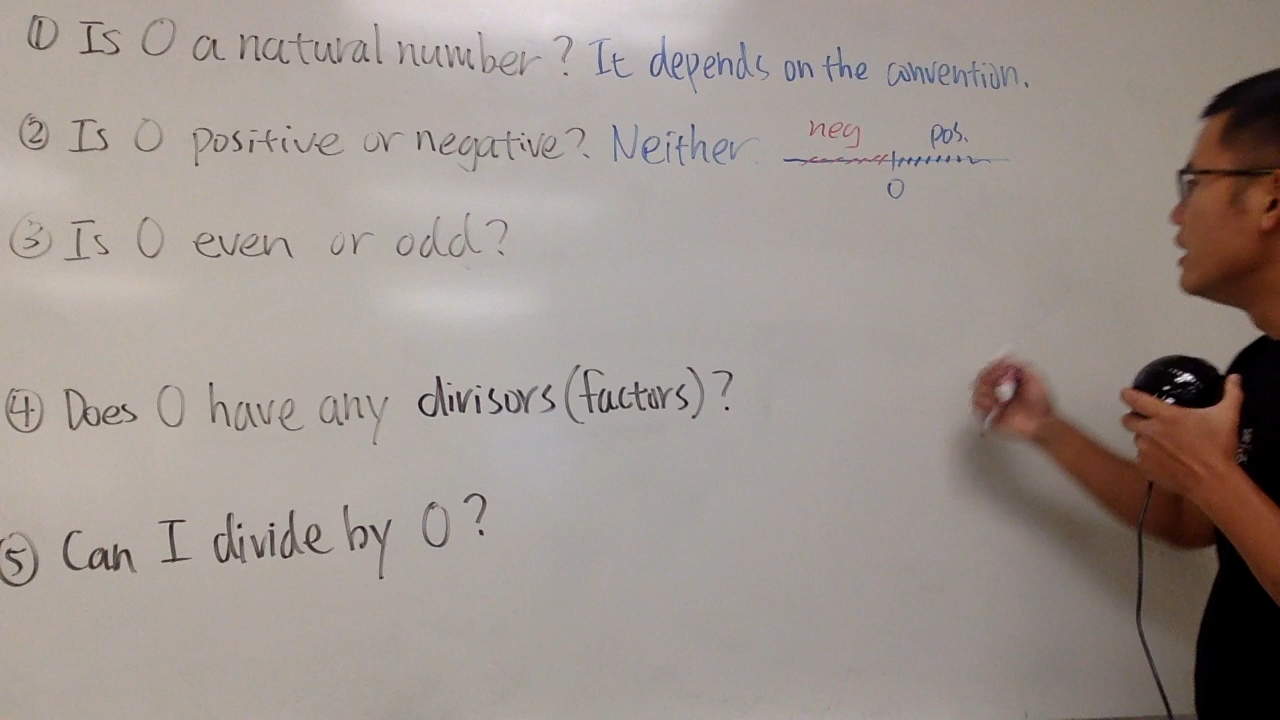 ① Is 0 a natural number? It depends on the convention.
② Is 0 positive or negative? Neither. neg pos.
0
③ Is 0 even or odd?
④ Does 0 have any divisors (factors)?
⑤ Can I divide by 0?